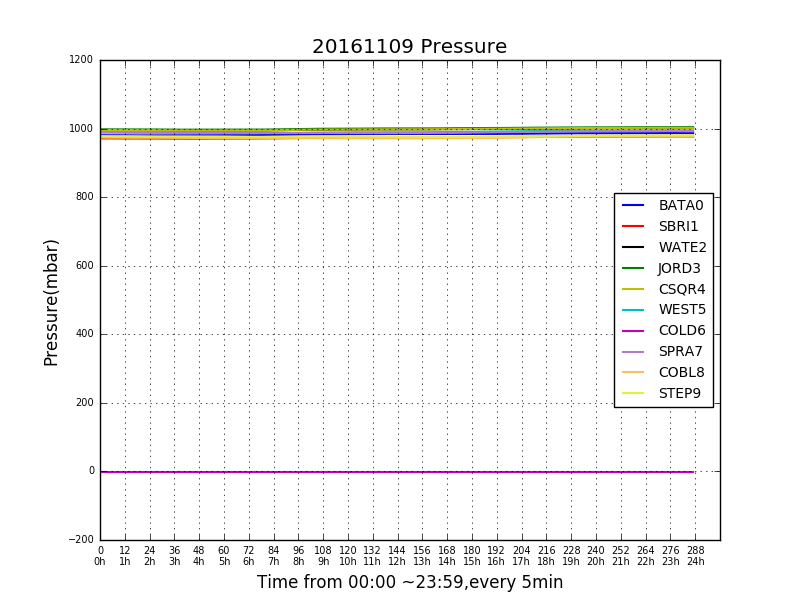 20161109 Pressure
Pressure(mbar)
1200
1000
800
600
400
200
0
−200
BATA0
SBRI1
WATE2
JORD3
CSQR4
WEST5
COLD6
SPRA7
COBL8
STEP9
0 12 24 36 48 60 72 84 96 108 120 132 144 156 168 180 192 204 216 228 240 252 264 276 288
0h 1h 2h 3h 4h 5h 6h 7h 8h 9h 10h 11h 12h 13h 14h 15h 16h 17h 18h 19h 20h 21h 22h 23h 24h
Time from 00:00 ~23:59,every 5min